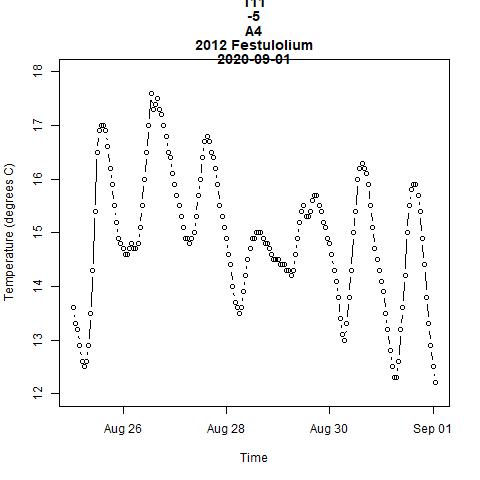 T11
-5
A4
2012 Festulolium
2020-09-01
Temperature (degrees C)
18
17
16
15
14
13
12
Aug 26
Aug 28
Aug 30
Sep 01
Time